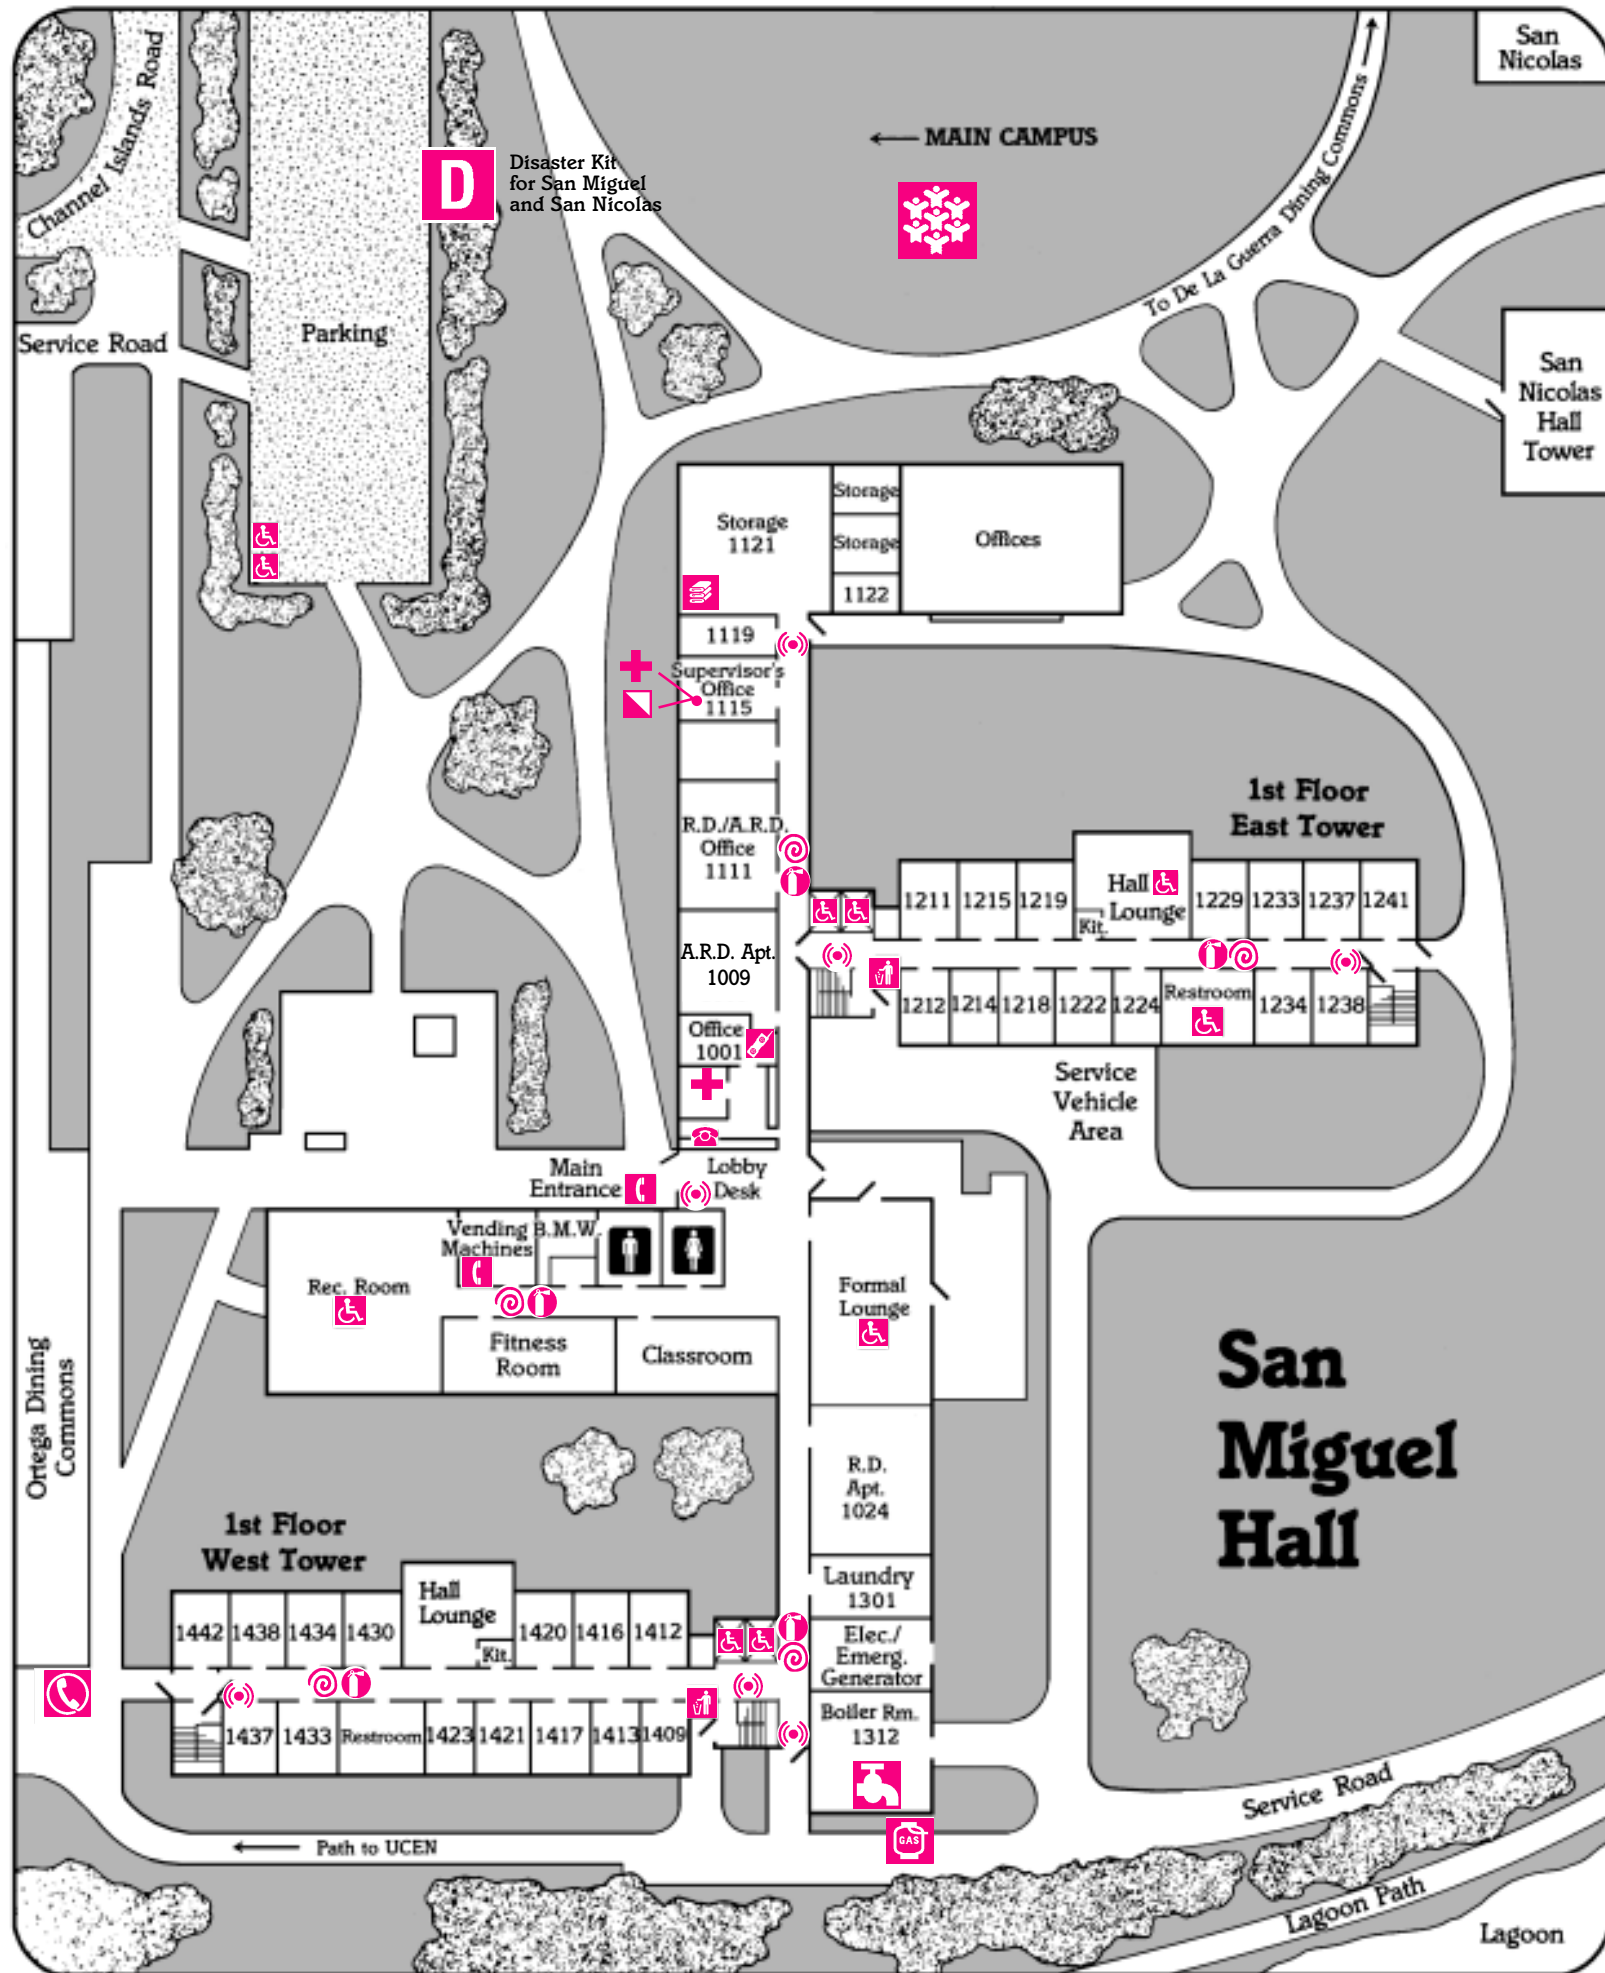 San
Nicolas
Channel Islands Road
MAIN CAMPUS
D
Disaster Kit
for San Miguel
and San Nicolas
To De La Guerra Dining Commons
Service Road
Parking
San
Nicolas
Hall
Tower
Storage
1121
Storage
Storage
1122
Offices
1119
Supervisor's
Office
1115
R.D./A.R.D.
Office
1111
A.R.D. Apt.
1009
Office
1001
1st Floor
East Tower
1211
1215
1219
Hall
Lounge
Kit.
1229
1233
1237
1241
1212
1214
1218
1222
1224
Restroom
1234
1238
Service
Vehicle
Area
Main
Entrance
Lobby
Desk
Vending
Machines
B.M.W.
Rec. Room
Fitness
Room
Classroom
Formal
Lounge
Ortega Dining
Commons
San
Miguel
Hall
R.D.
Apt.
1024
Laundry
1301
Elec./
Emerg.
Generator
Boiler Rm.
1312
1st Floor
West Tower
1442
1438
1434
1430
Hall
Lounge
Kit.
1420
1416
1412
1437
1433
Restroom
1423
1421
1417
1413
1409
GAS
Path to UCEN
Service Road
Lagoon Path
Lagoon